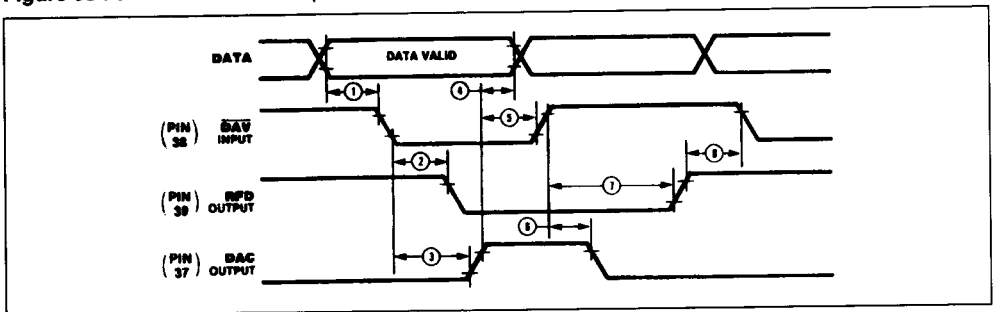 DATA
DATA VALID
1
4
5
(PIN 38) DAV INPUT
2
8
(PIN 39) RFD OUTPUT
7
6
(PIN 37) DAC OUTPUT
3